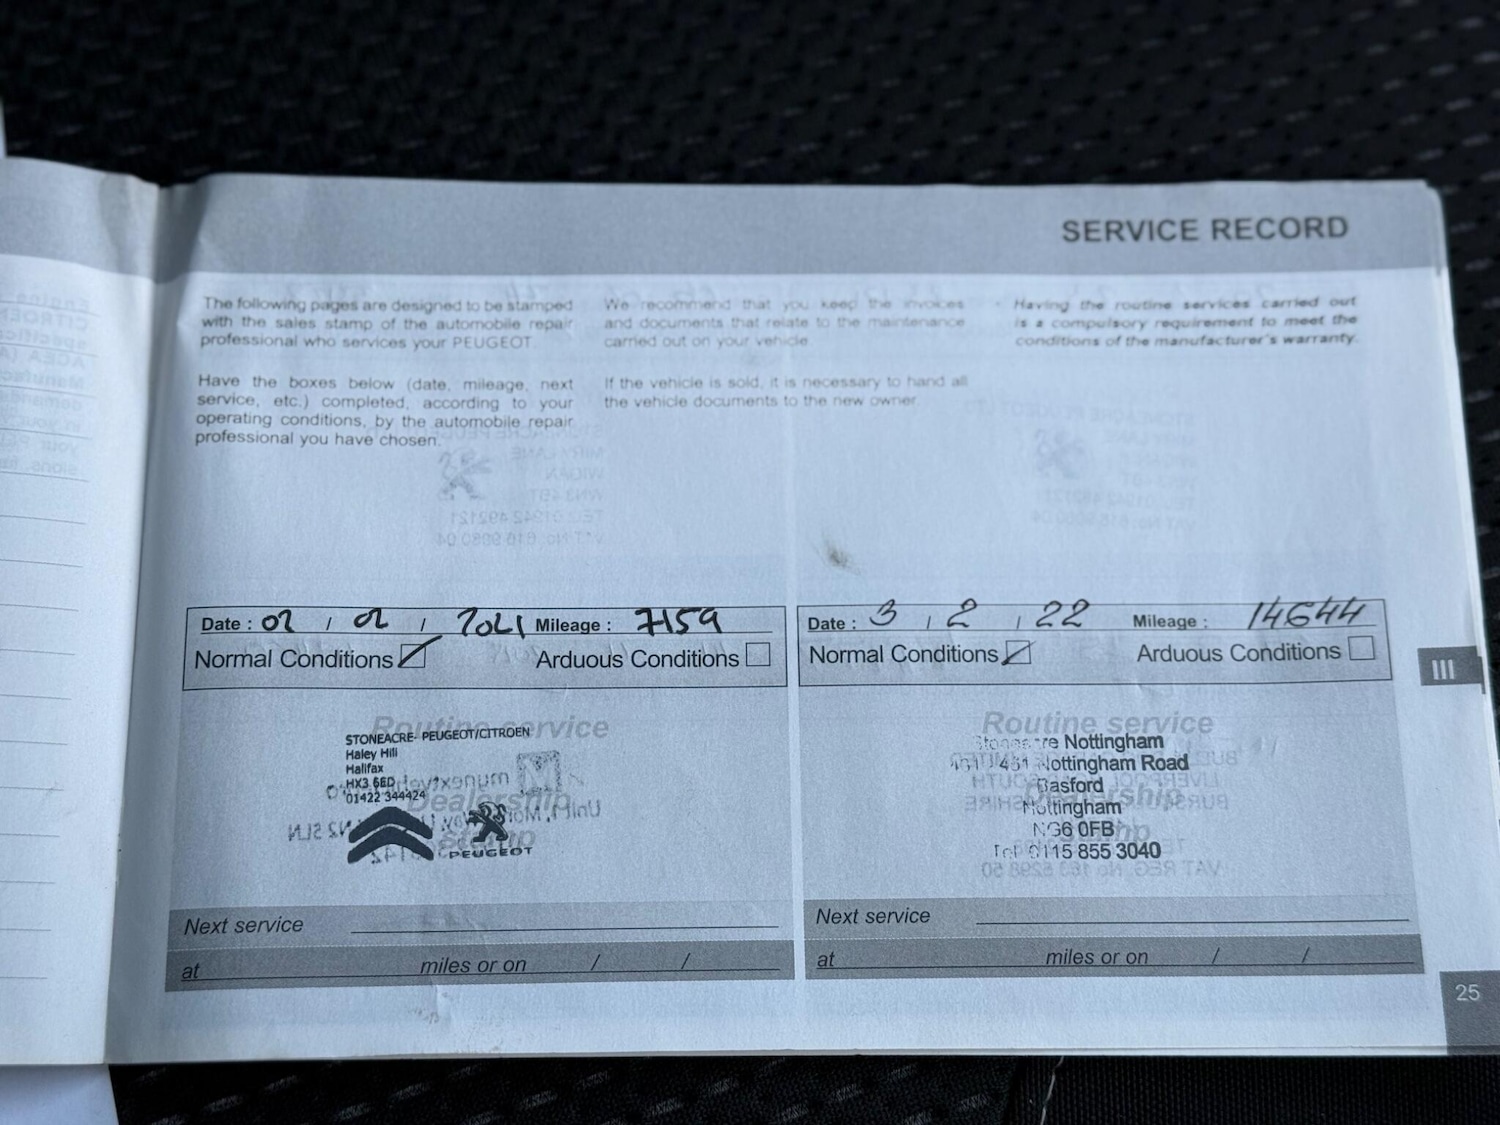 SERVICE RECORD
The following pages are designed to be stamped
with the sales stamp of the automobile repair
professional who services your PEUGEOT.
Have the boxes below (date, mileage, next
service, etc.) completed, according to your
operating conditions, by the automobile repair
professional you have chosen.
We recommend that you keep the invoices
and documents that relate to the maintenance
carried out on your vehicle.
If the vehicle is sold, it is necessary to hand all
the vehicle documents to the new owner.
Having the routine services carried out
is a compulsory requirement to meet the
conditions of the manufacturer's warranty.
Date : 02 / 02 / 2021 Mileage : 7159
Normal Conditions Arduous Conditions
Routine service
Dealership
stamp
STONEACRE- PEUGEOT/CITROEN
Haley Hill
Halifax
HX3 6ED
01422 344424
PEUGEOT
Next service
at miles or on / /
Date : 3 / 2 / 22 Mileage : 14644
Normal Conditions Arduous Conditions
Routine service
Dealership
stamp
Stoneacre Nottingham
Nottingham Road
Basford
Nottingham
NG6 0FB
Tel: 0115 855 3040
Next service
at miles or on / /
III
25